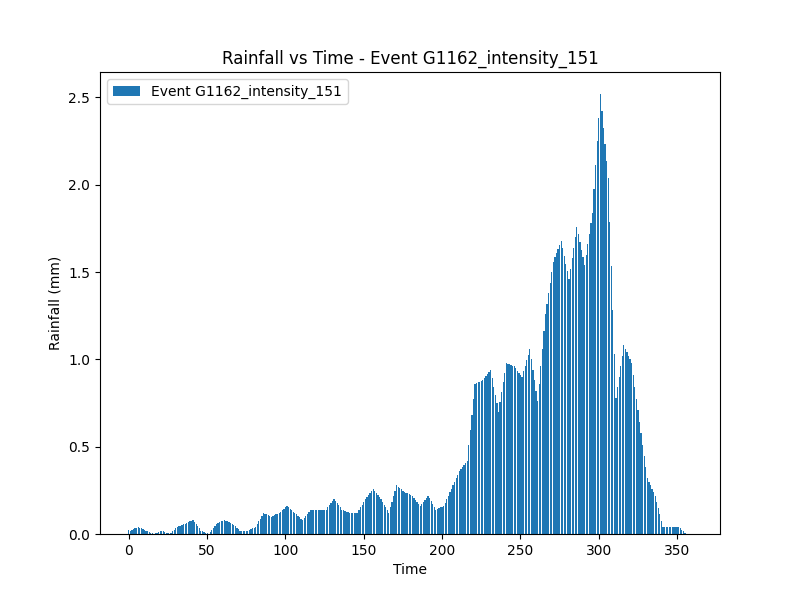 Rainfall vs Time - Event G1162_intensity_151
Event G1162_intensity_151
2.5
2.0
1.5
1.0
0.5
0.0
Rainfall (mm)
0 50 100 150 200 250 300 350
Time